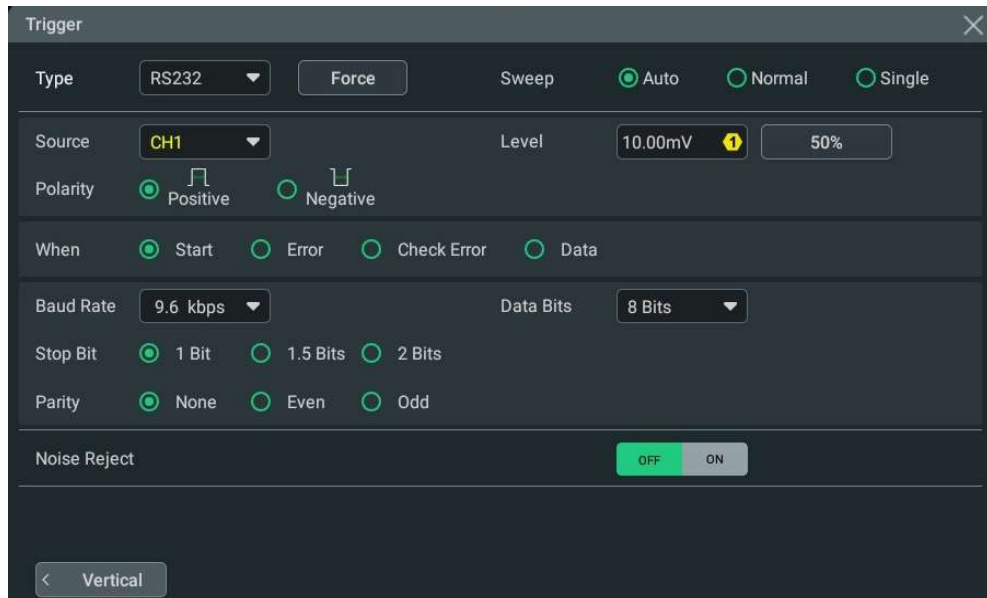 Trigger
Type RS232 Force Sweep Auto Normal Single
Source CH1 Level 10.00mV 1 50%
Polarity Positive Negative
When Start Error Check Error Data
Baud Rate 9.6 kbps Data Bits 8 Bits
Stop Bit 1 Bit 1.5 Bits 2 Bits
Parity None Even Odd
Noise Reject OFF ON
Vertical